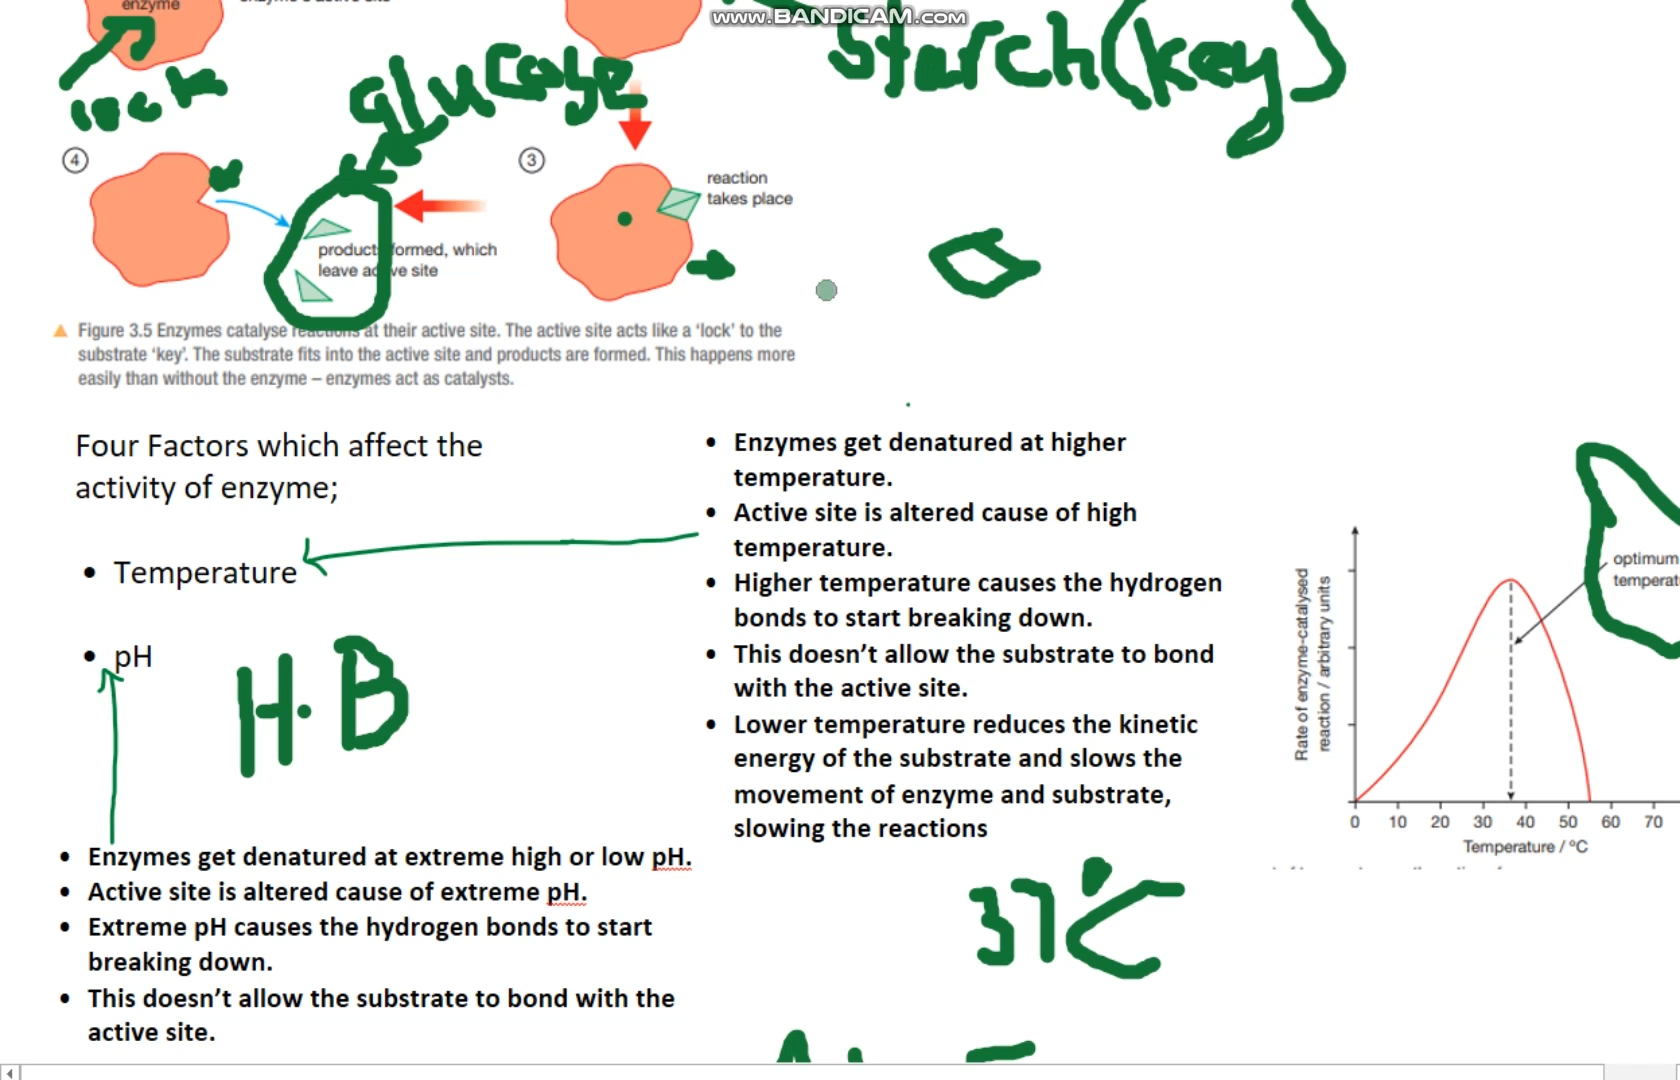 enzyme
www.BANDICAM.com
starch(key)
lock
glucose
4
3
reaction
takes place
products formed, which
leave active site
Figure 3.5 Enzymes catalyse reactions at their active site. The active site acts like a 'lock' to the
substrate 'key'. The substrate fits into the active site and products are formed. This happens more
easily than without the enzyme – enzymes act as catalysts.
Four Factors which affect the
activity of enzyme;
• Temperature
• pH
H.B
• Enzymes get denatured at extreme high or low pH.
• Active site is altered cause of extreme pH.
• Extreme pH causes the hydrogen bonds to start
breaking down.
• This doesn't allow the substrate to bond with the
active site.
• Enzymes get denatured at higher
temperature.
• Active site is altered cause of high
temperature.
• Higher temperature causes the hydrogen
bonds to start breaking down.
• This doesn't allow the substrate to bond
with the active site.
• Lower temperature reduces the kinetic
energy of the substrate and slows the
movement of enzyme and substrate,
slowing the reactions
37°C
optimum
temperat
Rate of enzyme-catalysed
reaction / arbitrary units
0 10 20 30 40 50 60 70
Temperature / °C